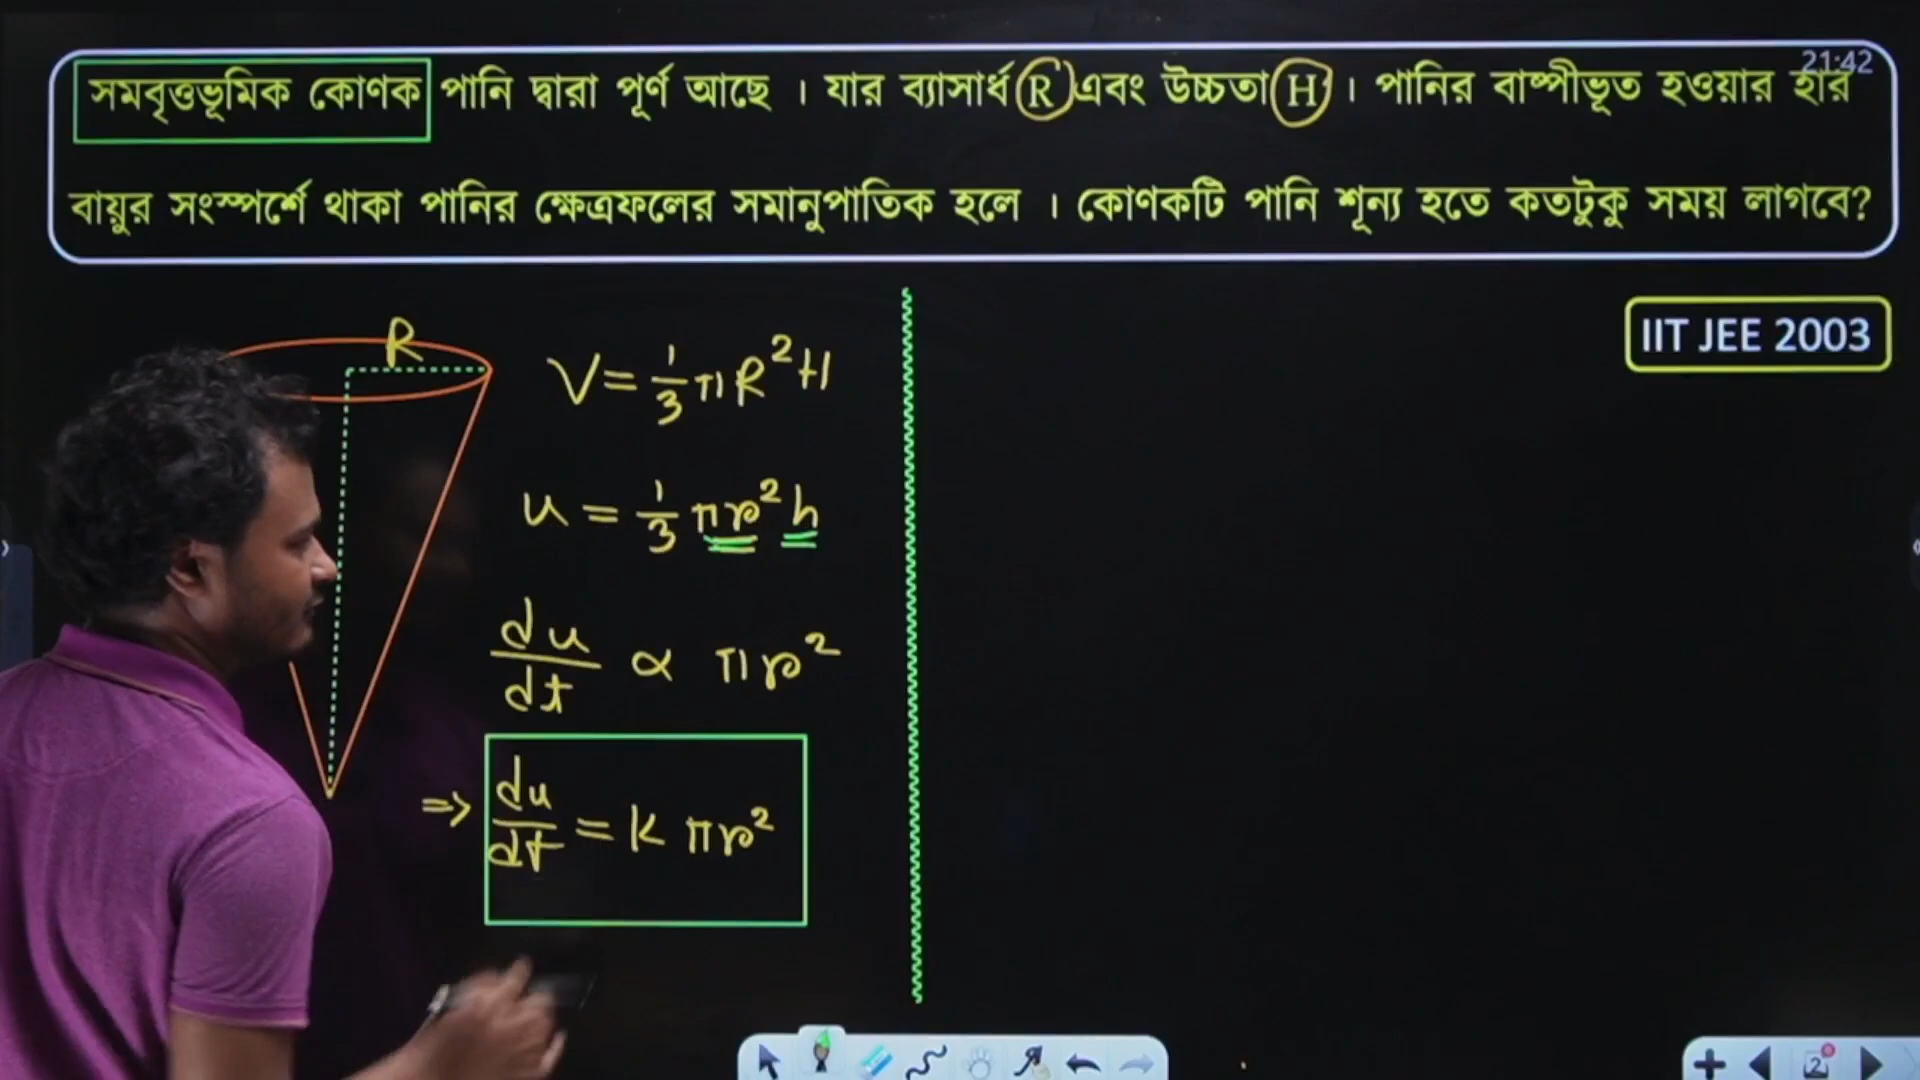 21:42
সমবৃত্তভূমিক কোণক পানি দ্বারা পূর্ণ আছে । যার ব্যাসার্ধ R এবং উচ্চতা H । পানির বাষ্পীভূত হওয়ার হার
বায়ুর সংস্পর্শে থাকা পানির ক্ষেত্রফলের সমানুপাতিক হলে । কোণকটি পানি শূন্য হতে কতটুকু সময় লাগবে?
IIT JEE 2003
R
V = 1/3 πR²H
u = 1/3 πr²h
du/dt ∝ πr²
⇒ du/dt = K πr²
2